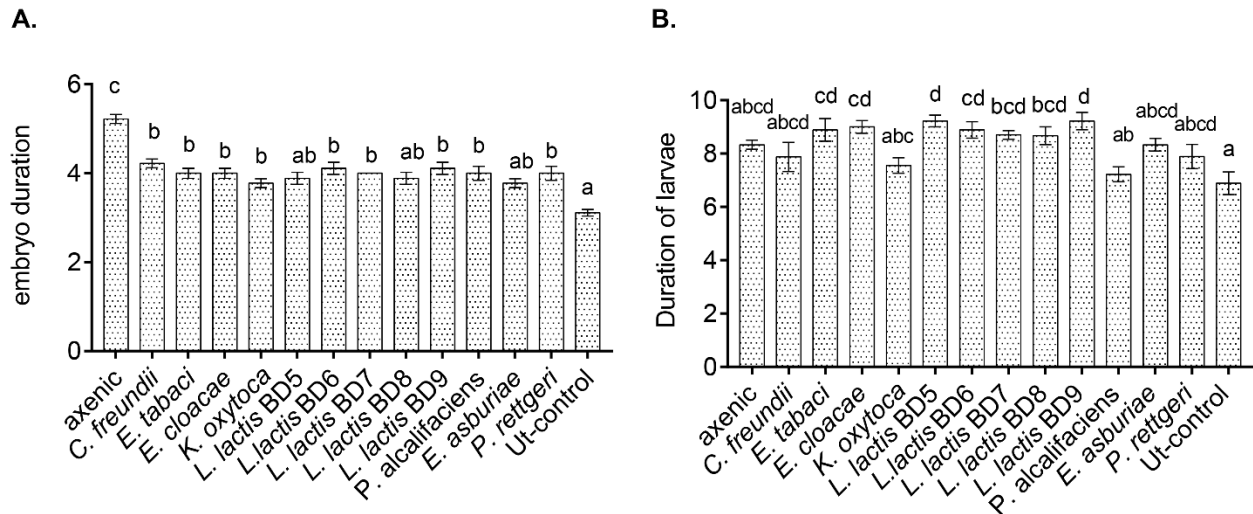 A.
embryo duration
6
4
2
0
c
b
b
b
b
ab
b
b
ab
b
b
ab
b
a
axenic
C. freundii
E. tabaci
E. cloacae
K. oxytoca
L. lactis BD5
L.lactis BD6
L. lactis BD7
L. lactis BD8
L. lactis BD9
P. alcalifaciens
E. asburiae
P. rettgeri
Ut-control
B.
Duration of larvae
10
8
6
4
2
0
abcd
abcd
cd
cd
abc
d
cd
bcd
bcd
d
ab
abcd
abcd
a
axenic
C. freundii
E. tabaci
E. cloacae
K. oxytoca
L. lactis BD5
L.lactis BD6
L. lactis BD7
L. lactis BD8
L. lactis BD9
P. alcalifaciens
E. asburiae
P. rettgeri
Ut-control